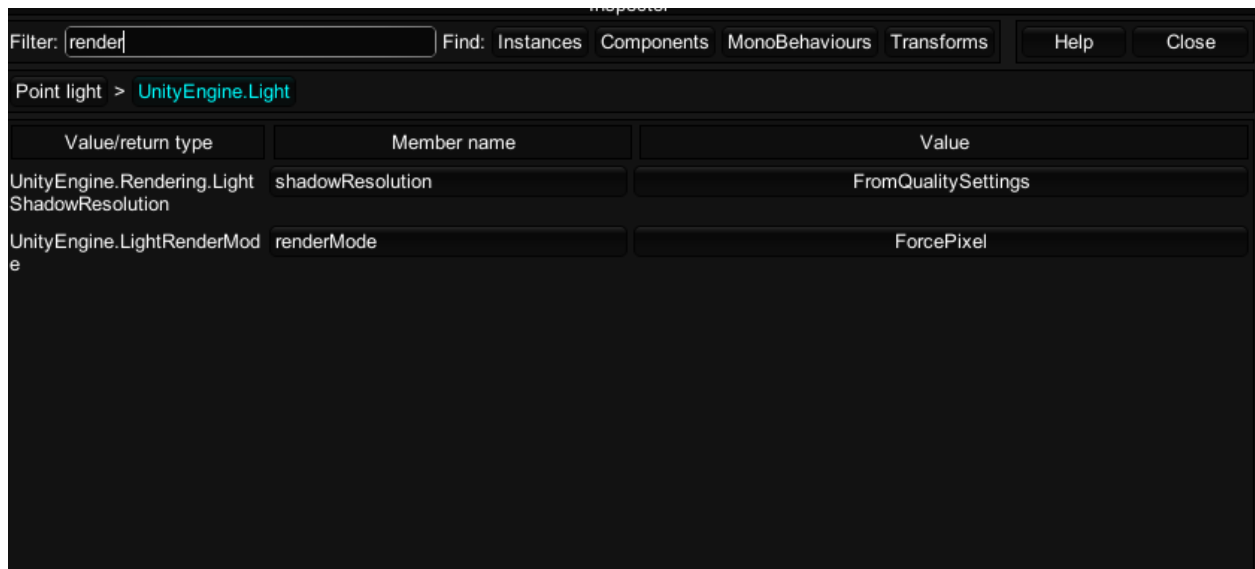 Inspector
Filter: render Find: Instances Components MonoBehaviours Transforms Help Close
Point light > UnityEngine.Light
Value/return type Member name Value
UnityEngine.Rendering.Light shadowResolution FromQualitySettings
ShadowResolution
UnityEngine.LightRenderMod renderMode ForcePixel
e